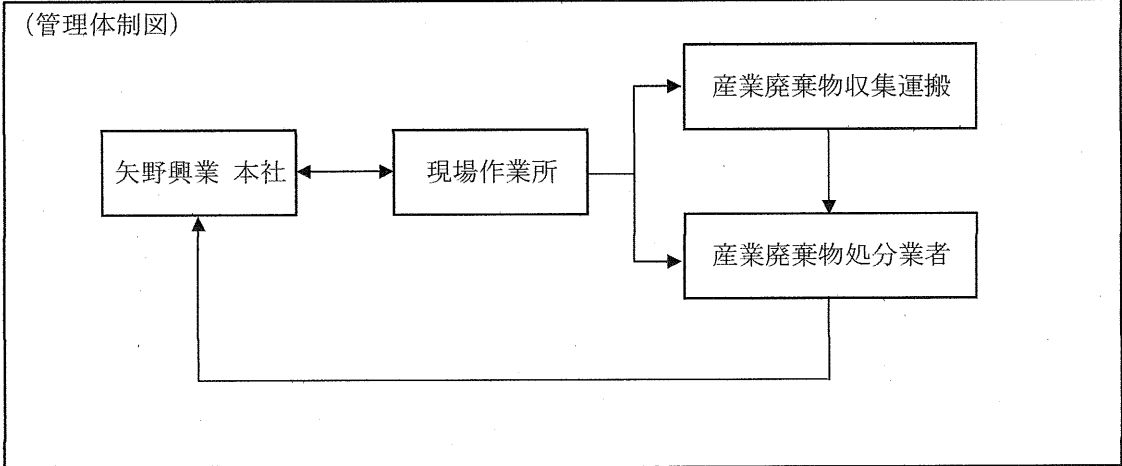 (管理体制図)
産業廃棄物収集運搬
矢野興業 本社
現場作業所
産業廃棄物処分業者